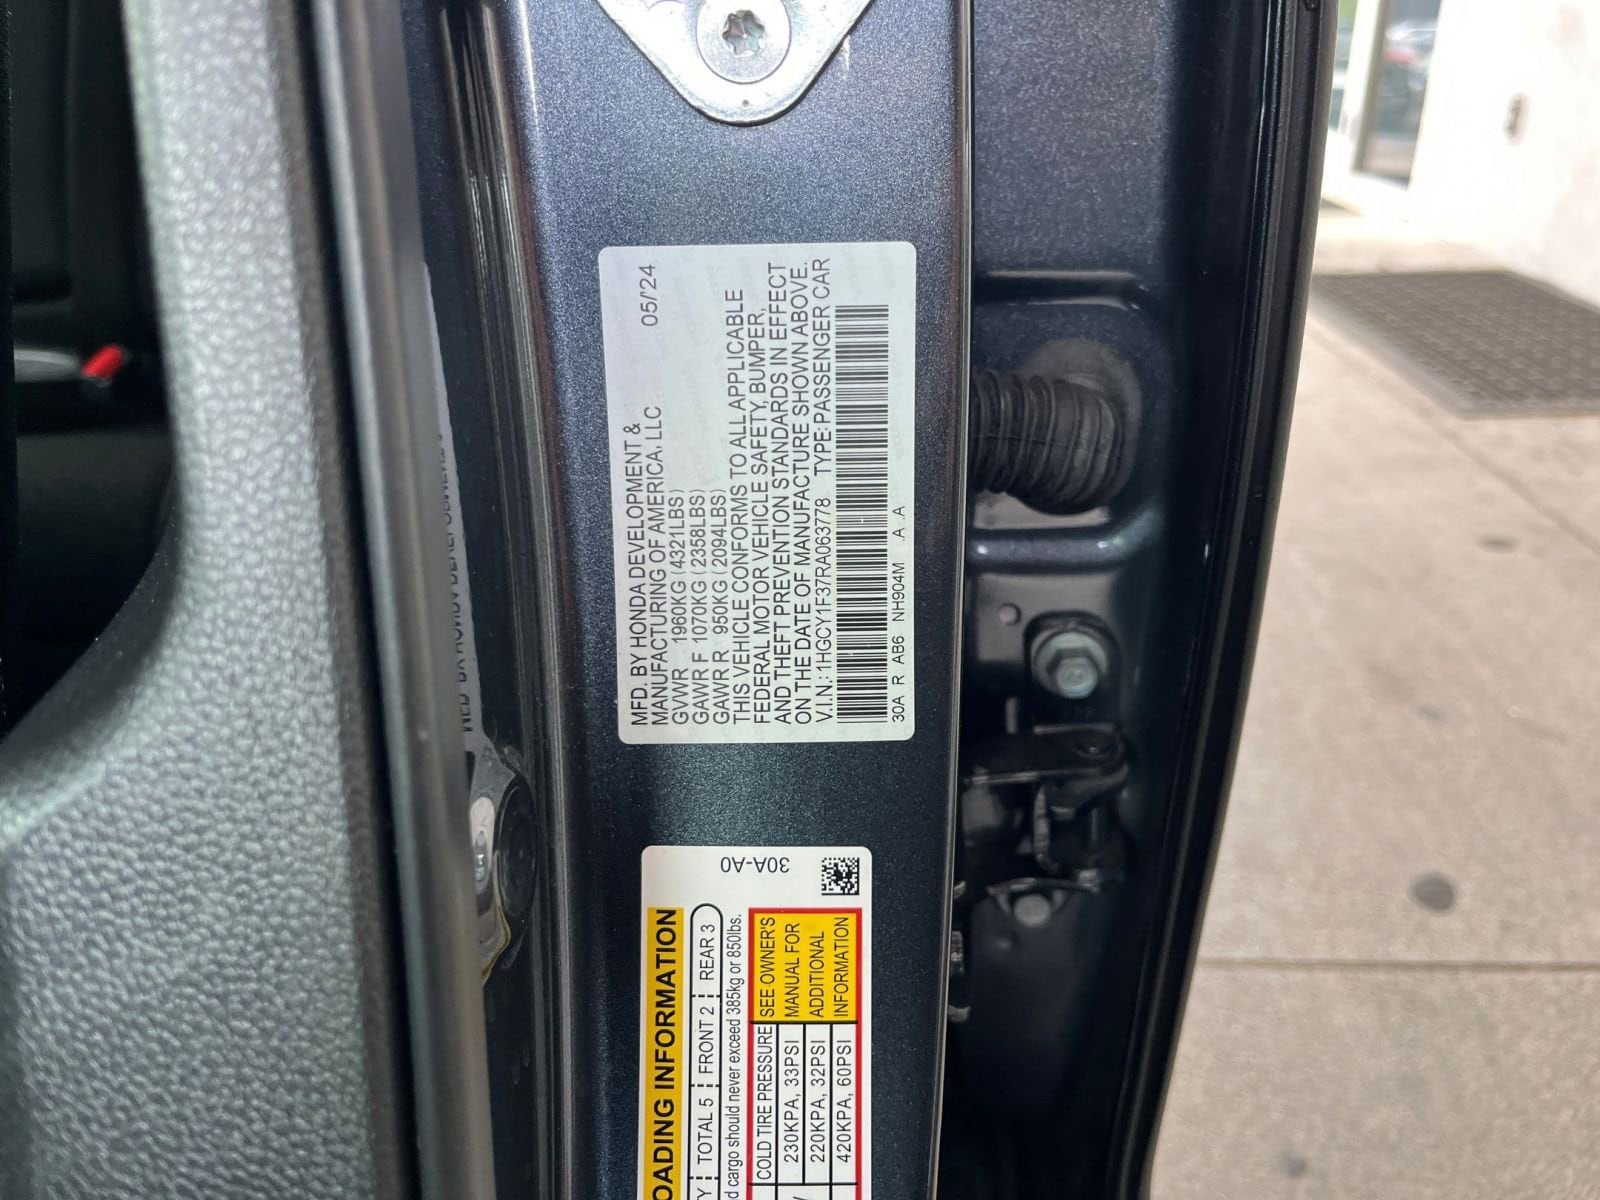 MFD. BY HONDA DEVELOPMENT &
MANUFACTURING OF AMERICA, LLC 05/'24
GVWR 1960KG (4321LBS)
GAWR F 1070KG (2358LBS)
GAWR R 950KG (2094LBS)
THIS VEHICLE CONFORMS TO ALL APPLICABLE
FEDERAL MOTOR VEHICLE SAFETY, BUMPER,
AND THEFT PREVENTION STANDARDS IN EFFECT
ON THE DATE OF MANUFACTURE SHOWN ABOVE.
V.I.N.: 1HGCY1F37RA063778 TYPE: PASSENGER CAR
30A R AB6 NH904M A .A
30A-A0
OADING INFORMATION
Y TOTAL 5 FRONT 2 REAR 3
d cargo should never exceed 385kg or 850lbs.
COLD TIRE PRESSURE
230KPA, 33PSI
220KPA, 32PSI
420KPA, 60PSI
SEE OWNER'S
MANUAL FOR
ADDITIONAL
INFORMATION